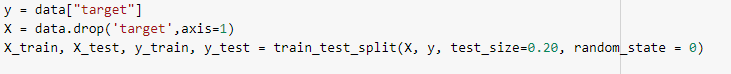 y = data["target"]
X = data.drop('target',axis=1)
X_train, X_test, y_train, y_test = train_test_split(X, y, test_size=0.20, random_state = 0)